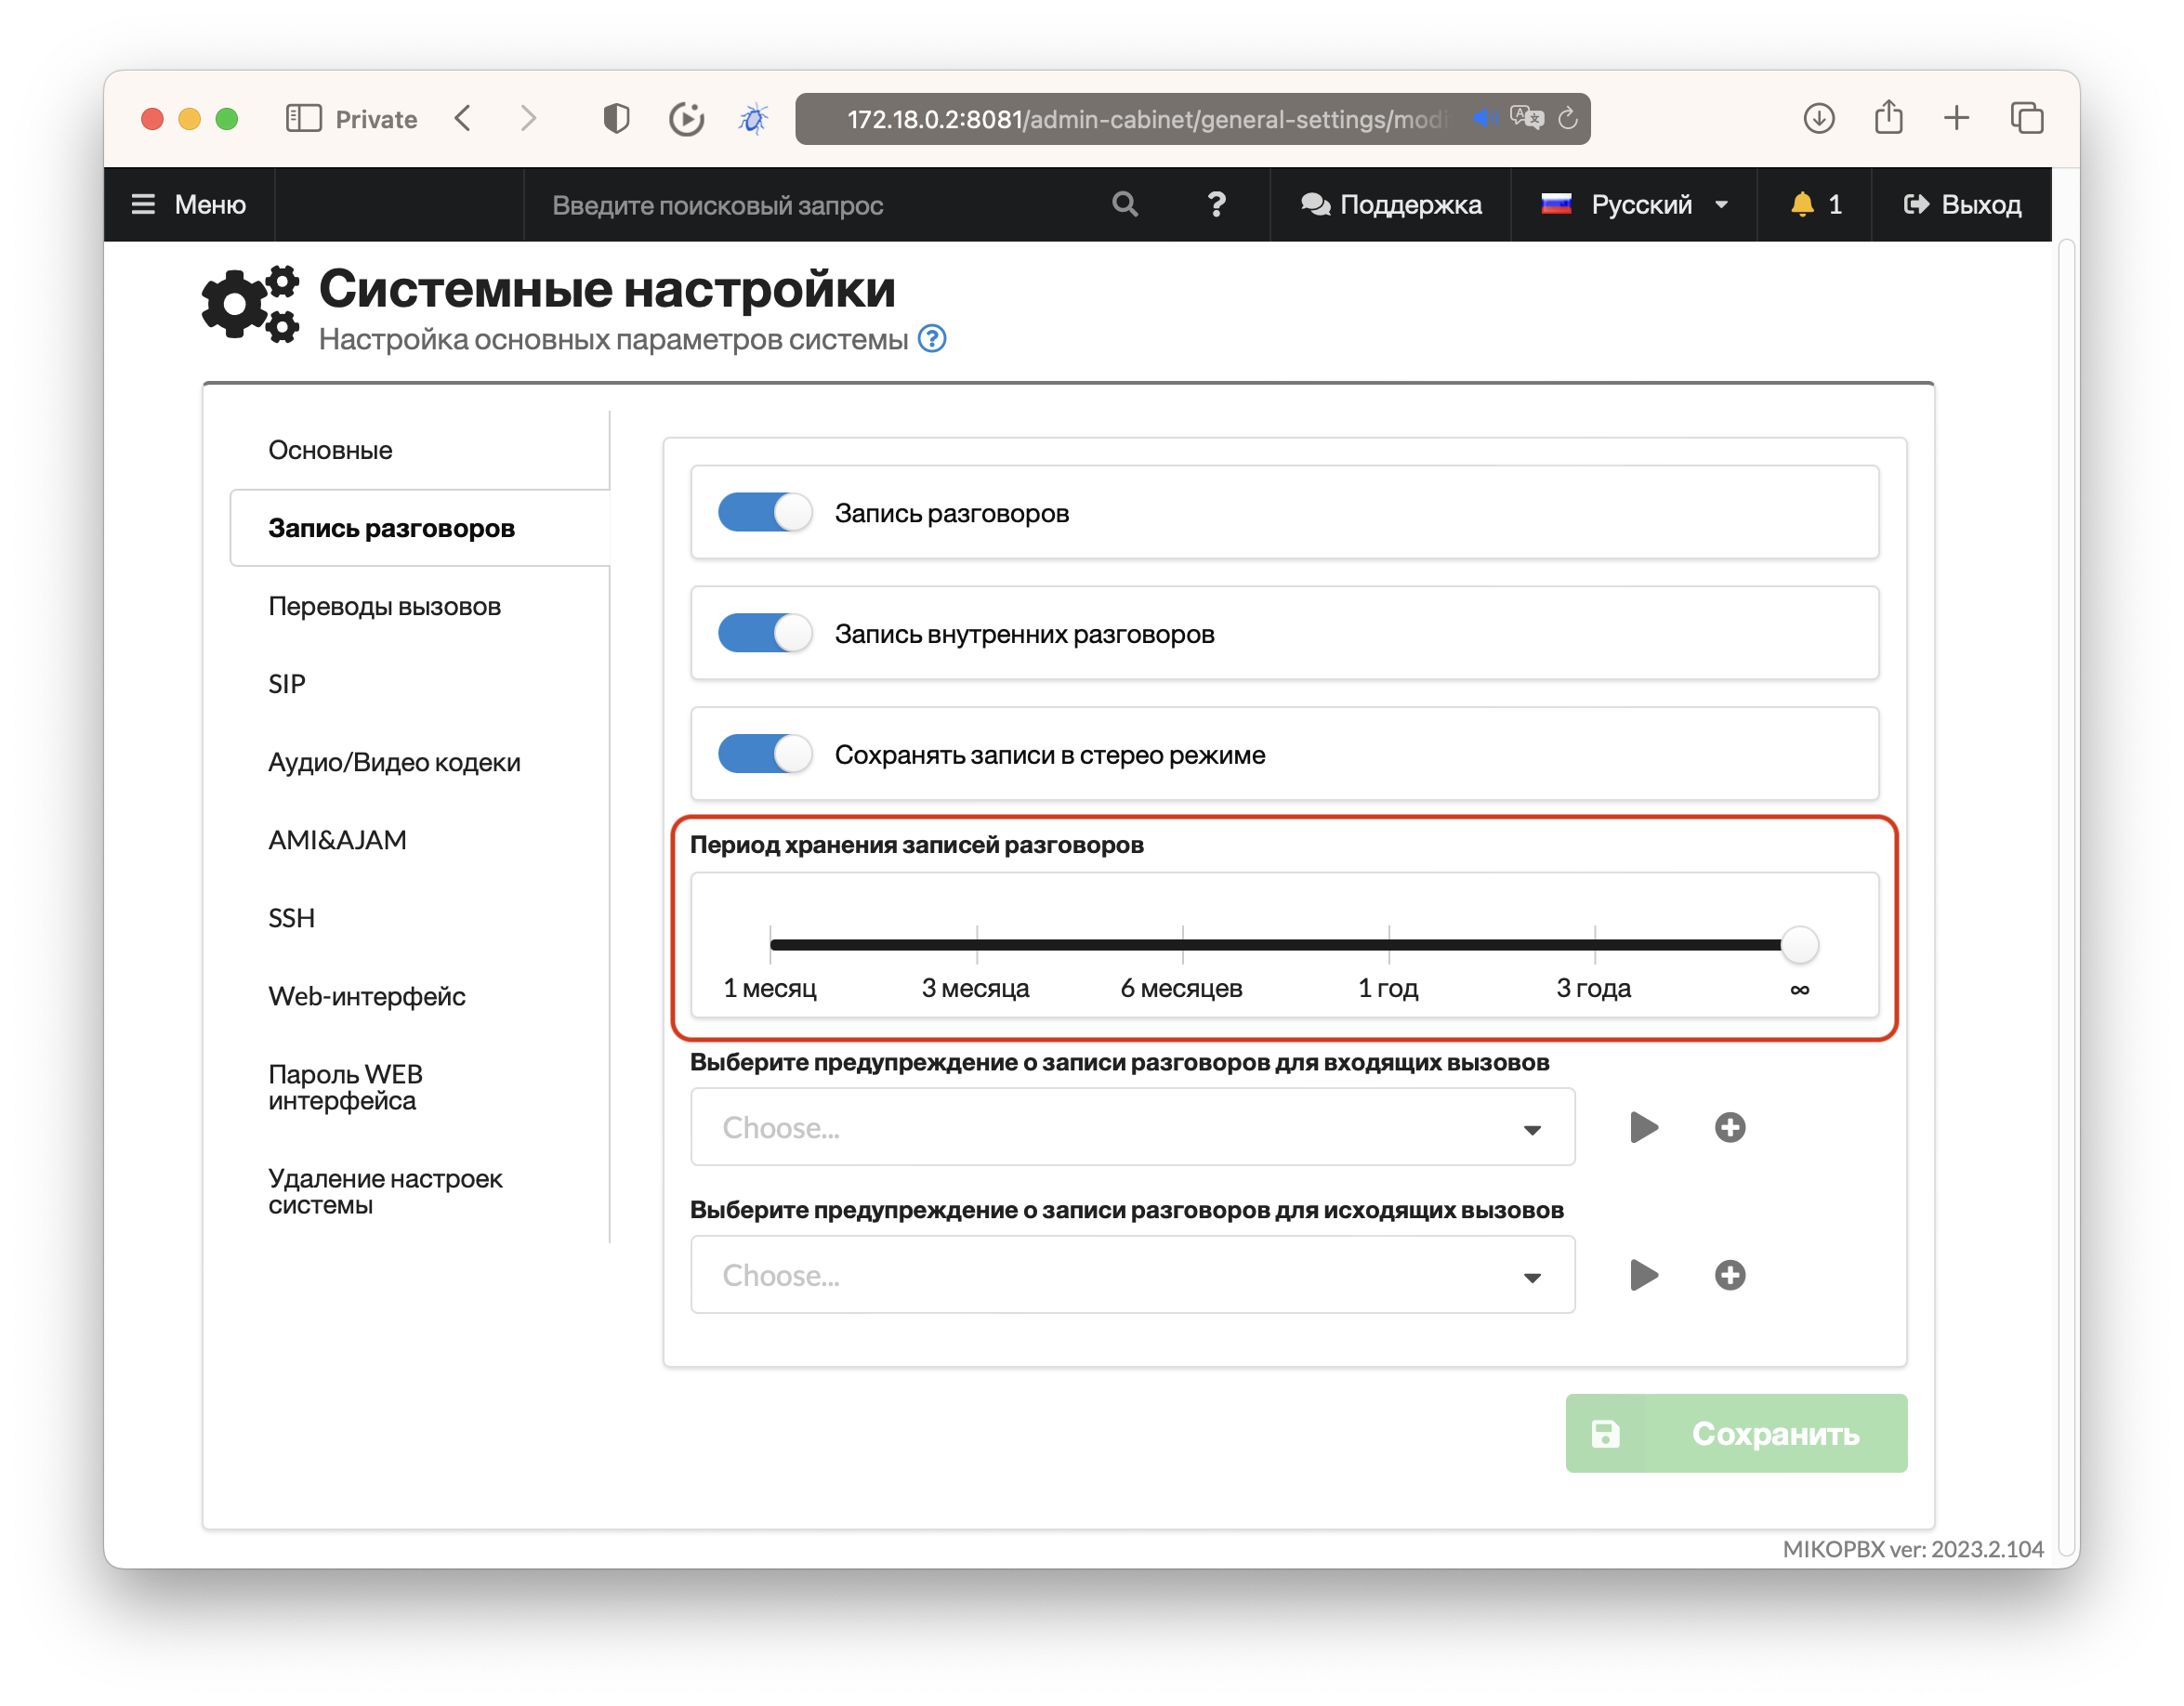 Private
172.18.0.2:8081/admin-cabinet/general-settings/modi
Меню
Введите поисковый запрос
?
Поддержка
Русский
1
Выход
Системные настройки
Настройка основных параметров системы ?
Основные
Запись разговоров
Переводы вызовов
SIP
Аудио/Видео кодеки
AMI&AJAM
SSH
Web-интерфейс
Пароль WEB
интерфейса
Удаление настроек
системы
Запись разговоров
Запись внутренних разговоров
Сохранять записи в стерео режиме
Период хранения записей разговоров
1 месяц 3 месяца 6 месяцев 1 год 3 года ∞
Выберите предупреждение о записи разговоров для входящих вызовов
Choose...
Выберите предупреждение о записи разговоров для исходящих вызовов
Choose...
Сохранить
MIKOPBX ver: 2023.2.104